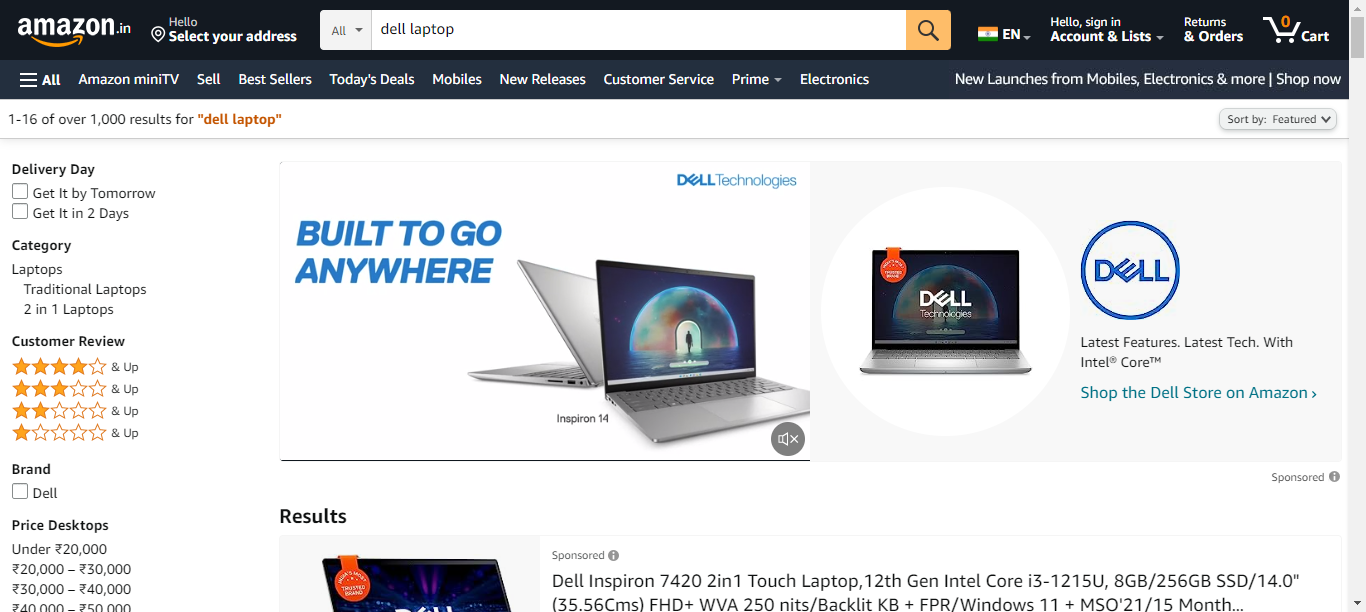 amazon.in
Hello
Select your address
All
dell laptop
EN
Hello, sign in
Account & Lists
Returns
& Orders
0
Cart
All
Amazon miniTV
Sell
Best Sellers
Today's Deals
Mobiles
New Releases
Customer Service
Prime
Electronics
New Launches from Mobiles, Electronics & more | Shop now
1-16 of over 1,000 results for "dell laptop"
Sort by: Featured
Delivery Day
Get It by Tomorrow
Get It in 2 Days
Category
Laptops
Traditional Laptops
2 in 1 Laptops
Customer Review
& Up
& Up
& Up
& Up
Brand
Dell
Price Desktops
Under ₹20,000
₹20,000 – ₹30,000
₹30,000 – ₹40,000
₹40,000 – ₹50,000
DELL Technologies
BUILT TO GO
ANYWHERE
Inspiron 14
DELL
Technologies
DELL
Latest Features. Latest Tech. With
Intel® Core™
Shop the Dell Store on Amazon ›
Sponsored
Results
INDIA'S MOST
TRUSTED
BRAND
Sponsored
Dell Inspiron 7420 2in1 Touch Laptop,12th Gen Intel Core i3-1215U, 8GB/256GB SSD/14.0"
(35.56Cms) FHD+ WVA 250 nits/Backlit KB + FPR/Windows 11 + MSO'21/15 Month...